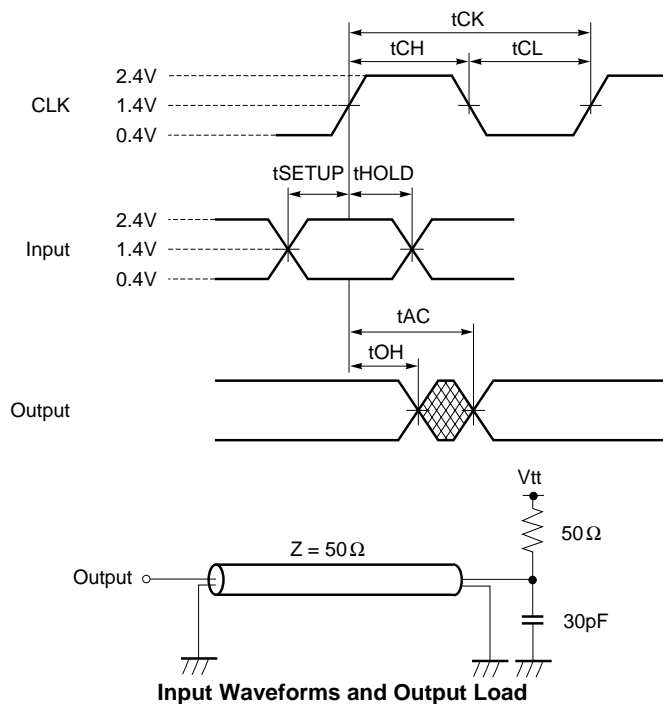 tCK
tCH tCL
2.4V
CLK 1.4V
0.4V
tSETUP tHOLD
2.4V
Input 1.4V
0.4V
tAC
tOH
Output
Vtt
Z = 50Ω 50Ω
Output
30pF
Input Waveforms and Output Load